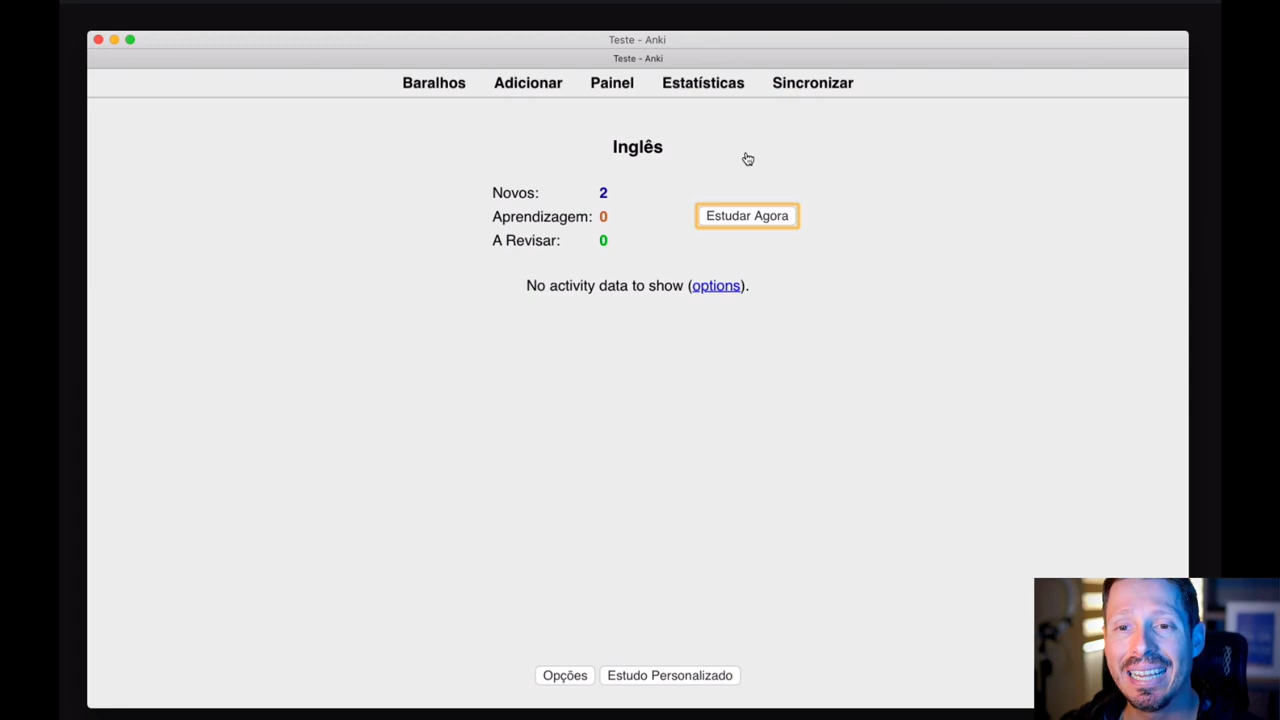 Teste - Anki
Teste - Anki
Baralhos Adicionar Painel Estatísticas Sincronizar
Inglês
Novos: 2
Aprendizagem: 0
Estudar Agora
A Revisar: 0
No activity data to show (options).
Opções Estudo Personalizado